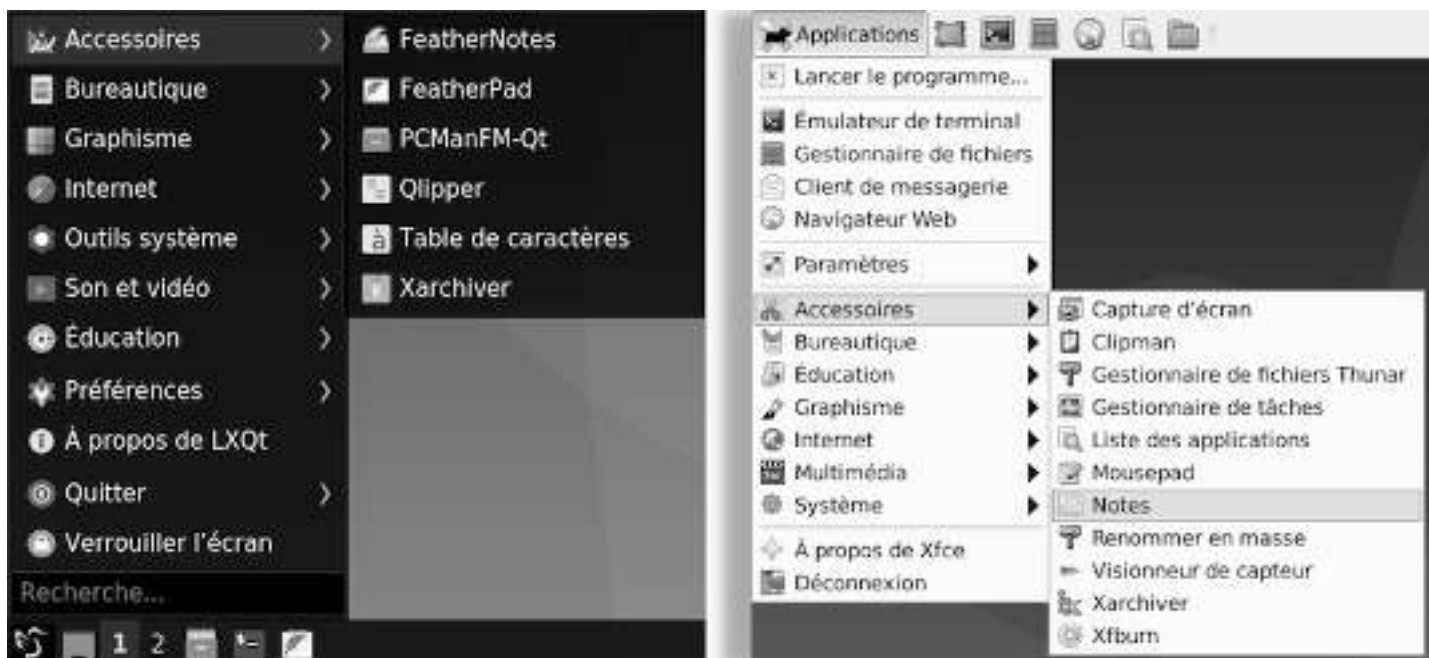 Accessoires
Bureautique
Graphisme
Internet
Outils système
Son et vidéo
Éducation
Préférences
À propos de LXQt
Quitter
Verrouiller l'écran
Recherche...
1 2
FeatherNotes
FeatherPad
PCManFM-Qt
Qlipper
à Table de caractères
Xarchiver
Applications
Lancer le programme...
Émulateur de terminal
Gestionnaire de fichiers
Client de messagerie
Navigateur Web
Paramètres
Accessoires
Bureautique
Éducation
Graphisme
Internet
Multimédia
Système
À propos de Xfce
Déconnexion
Capture d'écran
Clipman
Gestionnaire de fichiers Thunar
Gestionnaire de tâches
Liste des applications
Mousepad
Notes
Renommer en masse
Visionneur de capteur
Xarchiver
Xfburn